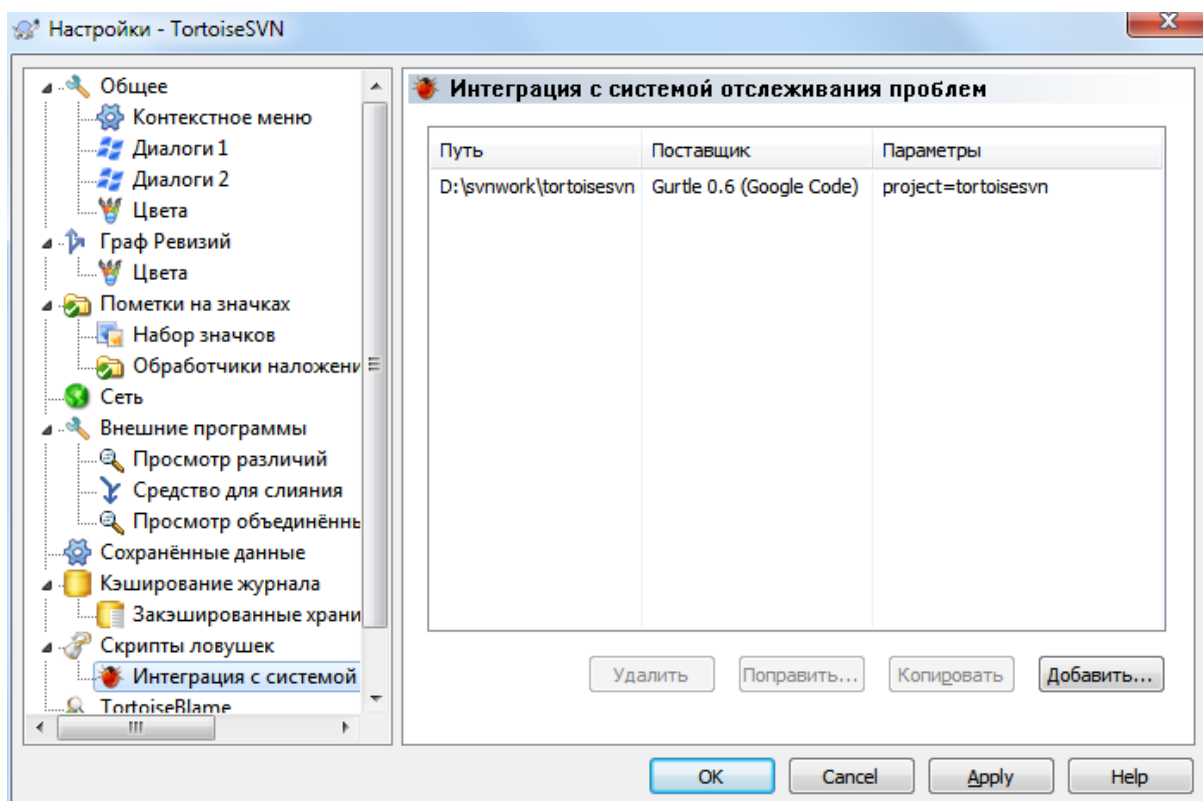 Настройки - TortoiseSVN
Общее
Контекстное меню
Диалоги 1
Диалоги 2
Цвета
Граф Ревизий
Цвета
Пометки на значках
Набор значков
Обработчики наложени
Сеть
Внешние программы
Просмотр различий
Средство для слияния
Просмотр объединённь
Сохранённые данные
Кэширование журнала
Закэшированные храни
Скрипты ловушек
Интеграция с системой
TortoiseBlame
Интеграция с системой отслеживания проблем
Путь Поставщик Параметры
D:\svnwork\tortoisesvn Gurtle 0.6 (Google Code) project=tortoisesvn
Удалить Поправить... Копировать Добавить...
OK Cancel Apply Help